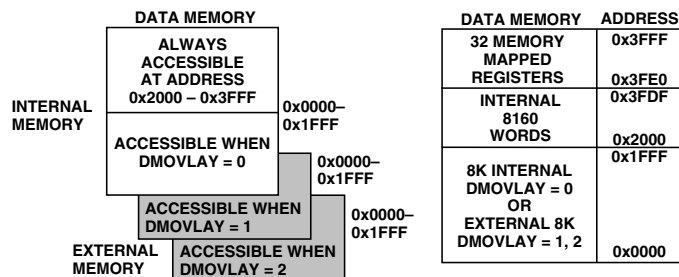 DATA MEMORY
ALWAYS
ACCESSIBLE
AT ADDRESS
0x2000 – 0x3FFF
INTERNAL
MEMORY
0x0000–
0x1FFF
ACCESSIBLE WHEN
DMOVLAY = 0
0x0000–
0x1FFF
ACCESSIBLE WHEN
DMOVLAY = 1
0x0000–
0x1FFF
EXTERNAL
MEMORY
ACCESSIBLE WHEN
DMOVLAY = 2
DATA MEMORY ADDRESS
32 MEMORY
MAPPED
REGISTERS
0x3FFF
0x3FE0
INTERNAL
8160
WORDS
0x3FDF
0x2000
8K INTERNAL
DMOVLAY = 0
OR
EXTERNAL 8K
DMOVLAY = 1, 2
0x1FFF
0x0000